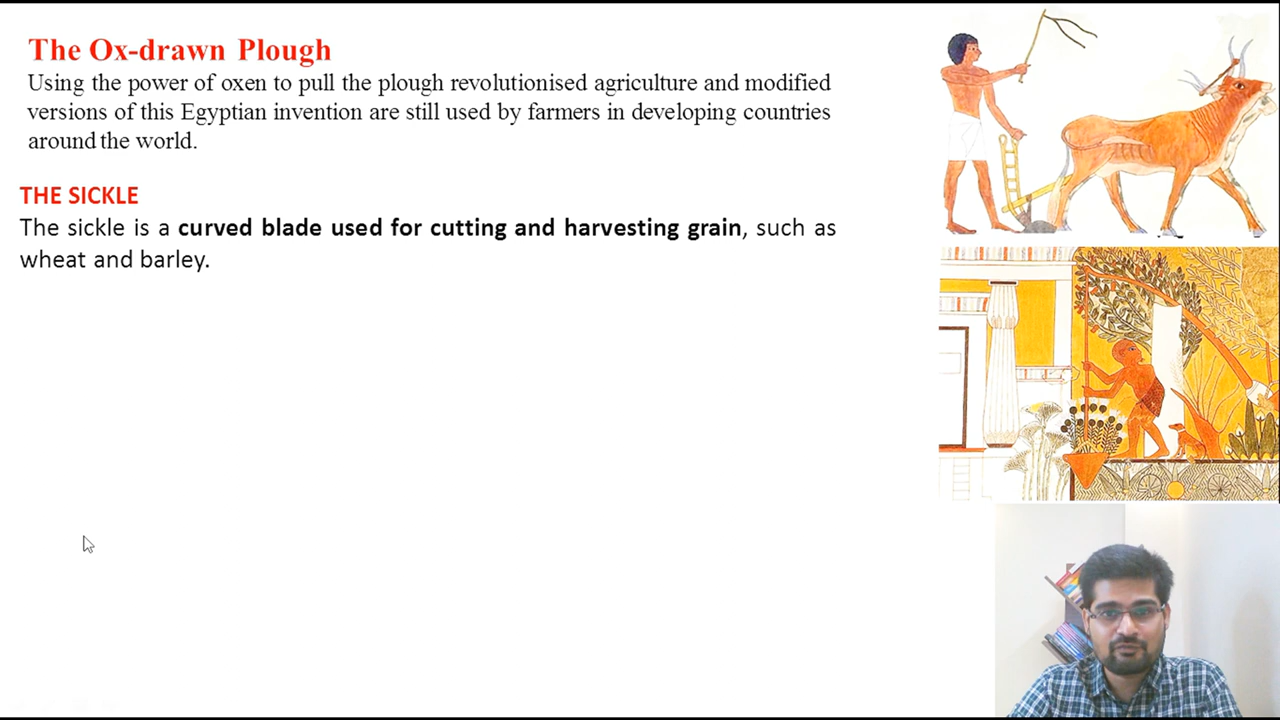 The Ox-drawn Plough
Using the power of oxen to pull the plough revolutionised agriculture and modified
versions of this Egyptian invention are still used by farmers in developing countries
around the world.
THE SICKLE
The sickle is a curved blade used for cutting and harvesting grain, such as
wheat and barley.